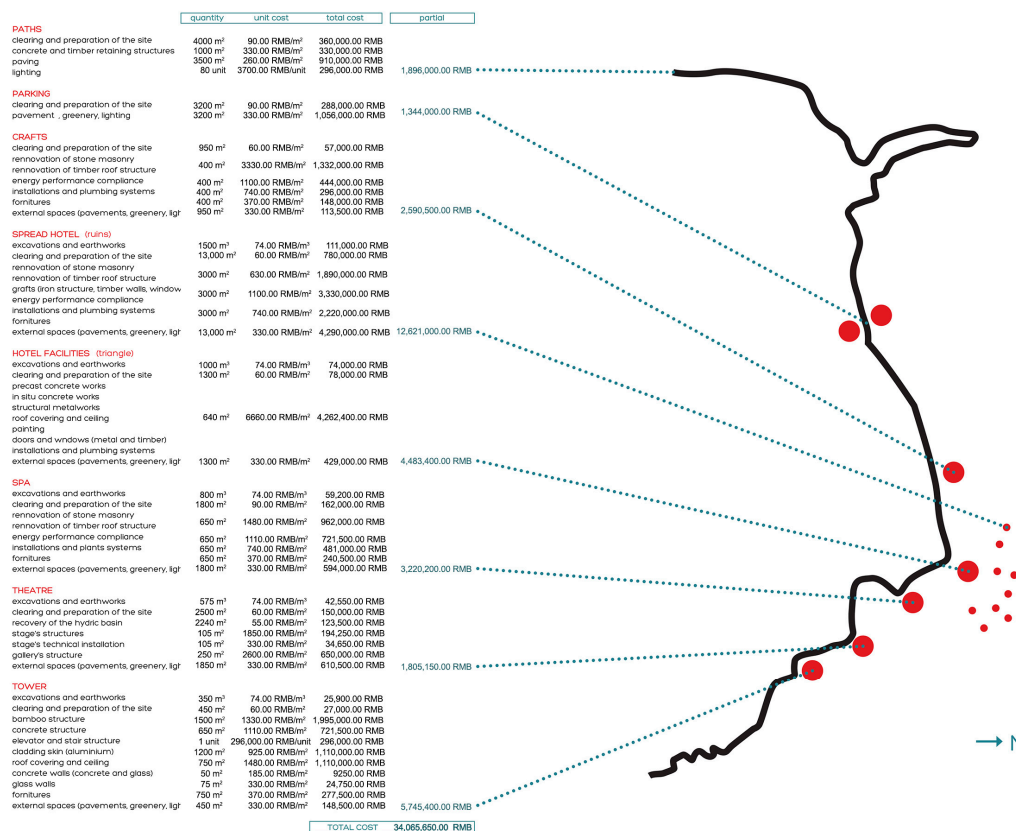 quantity unit cost total cost partial
PATHS
clearing and preparation of the site 4000 m² 90.00 RMB/m² 360,000.00 RMB
concrete and timber retaining structures 1000 m² 330.00 RMB/m² 330,000.00 RMB
paving 3500 m² 260.00 RMB/m² 910,000.00 RMB
lighting 80 unit 3700.00 RMB/unit 296,000.00 RMB 1,896,000.00 RMB
PARKING
clearing and preparation of the site 3200 m² 90.00 RMB/m² 288,000.00 RMB
pavement , greenery, lighting 3200 m² 330.00 RMB/m² 1,056,000.00 RMB 1,344,000.00 RMB
CRAFTS
clearing and preparation of the site 950 m² 60.00 RMB/m² 57,000.00 RMB
rennovation of stone masonry
400 m² 3330.00 RMB/m² 1,332,000.00 RMB
rennovation of timber roof structure
energy performance compliance 400 m² 1100.00 RMB/m² 444,000.00 RMB
installations and plumbing systems 400 m² 740.00 RMB/m² 296,000.00 RMB
fornitures 400 m² 370.00 RMB/m² 148,000.00 RMB
external spaces (pavements, greenery, ligh 950 m² 330.00 RMB/m² 113,500.00 RMB 2,590,500.00 RMB
SPREAD HOTEL (ruins)
excavations and earthworks 1500 m³ 74.00 RMB/m³ 111,000.00 RMB
clearing and preparation of the site 13,000 m² 60.00 RMB/m² 780,000.00 RMB
rennovation of stone masonry
3000 m² 630.00 RMB/m² 1,890,000.00 RMB
rennovation of timber roof structure
grafts (iron structure, timber walls, window 3000 m² 1100.00 RMB/m² 3,330,000.00 RMB
energy performance compliance
installations and plumbing systems 3000 m² 740.00 RMB/m² 2,220,000.00 RMB
fornitures
external spaces (pavements, greenery, ligh 13,000 m² 330.00 RMB/m² 4,290,000.00 RMB 12,621,000.00 RMB
HOTEL FACILITIES (triangle)
excavations and earthworks 1000 m³ 74.00 RMB/m³ 74,000.00 RMB
clearing and preparation of the site 1300 m² 60.00 RMB/m² 78,000.00 RMB
precast concrete works
in situ concrete works
structural metalworks
roof covering and ceiling 640 m² 6660.00 RMB/m² 4,262,400.00 RMB
painting
doors and wndows (metal and timber)
installations and plumbing systems
external spaces (pavements, greenery, ligh 1300 m² 330.00 RMB/m² 429,000.00 RMB 4,483,400.00 RMB
SPA
excavations and earthworks 800 m³ 74.00 RMB/m³ 59,200.00 RMB
clearing and preparation of the site 1800 m² 90.00 RMB/m² 162,000.00 RMB
rennovation of stone masonry
650 m² 1480.00 RMB/m² 962,000.00 RMB
rennovation of timber roof structure
energy performance compliance 650 m² 1110.00 RMB/m² 721,500.00 RMB
installations and plants systems 650 m² 740.00 RMB/m² 481,000.00 RMB
fornitures 650 m² 370.00 RMB/m² 240,500.00 RMB
external spaces (pavements, greenery, ligh 1800 m² 330.00 RMB/m² 594,000.00 RMB 3,220,200.00 RMB
THEATRE
excavations and earthworks 575 m³ 74.00 RMB/m³ 42,550.00 RMB
clearing and preparation of the site 2500 m² 60.00 RMB/m² 150,000.00 RMB
recovery of the hydric basin 2240 m² 55.00 RMB/m² 123,500.00 RMB
stage's structures 105 m² 1850.00 RMB/m² 194,250.00 RMB
stage's technical installation 105 m² 330.00 RMB/m² 34,650.00 RMB
gallery's structure 250 m² 2600.00 RMB/m² 650,000.00 RMB
external spaces (pavements, greenery, ligh 1850 m² 330.00 RMB/m² 610,500.00 RMB 1,805,150.00 RMB
TOWER
excavations and earthworks 350 m³ 74.00 RMB/m³ 25,900.00 RMB
clearing and preparation of the site 450 m² 60.00 RMB/m² 27,000.00 RMB
bamboo structure 1500 m² 1330.00 RMB/m² 1,995,000.00 RMB
concrete structure 650 m² 1110.00 RMB/m² 721,500.00 RMB
elevator and stair structure 1 unit 296,000.00 RMB/unit 296,000.00 RMB
cladding skin (aluminium) 1200 m² 925.00 RMB/m² 1,110,000.00 RMB
roof covering and ceiling 750 m² 1480.00 RMB/m² 1,110,000.00 RMB
concrete walls (concrete and glass) 50 m² 185.00 RMB/m² 9250.00 RMB
glass walls 75 m² 330.00 RMB/m² 24,750.00 RMB
fornitures 750 m² 370.00 RMB/m² 277,500.00 RMB
external spaces (pavements, greenery, ligh 450 m² 330.00 RMB/m² 148,500.00 RMB 5,745,400.00 RMB
TOTAL COST 34,065,650.00 RMB
N